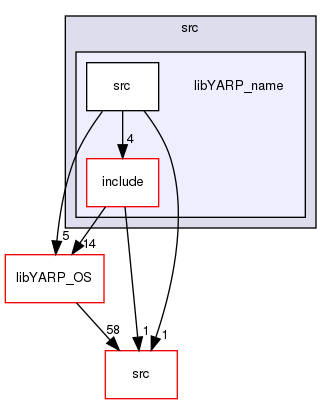 src
src
libYARP_name
4
include
5
14
libYARP_OS
58
1
1
src